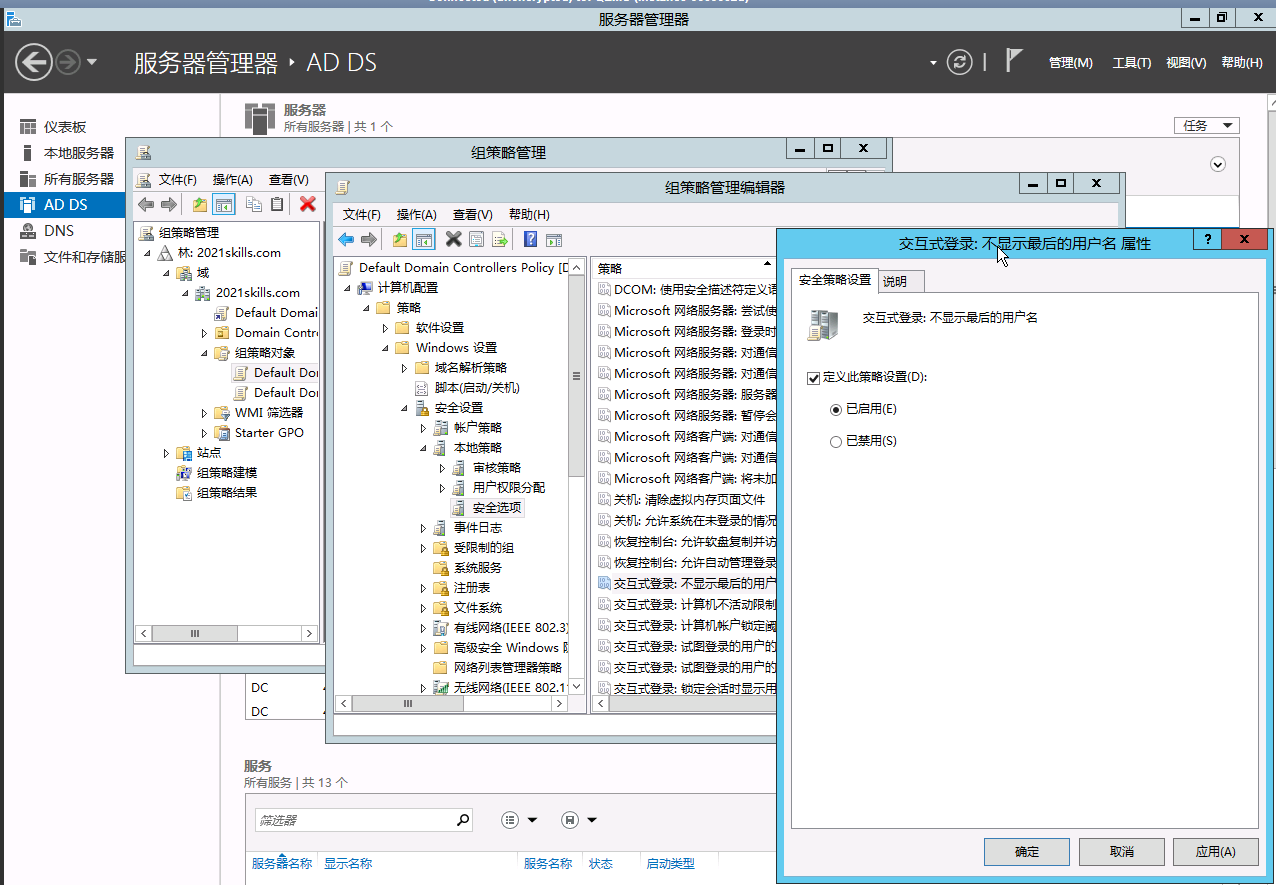 服务器管理器
服务器管理器 · AD DS
管理(M) 工具(T) 视图(V) 帮助(H)
仪表板
本地服务器
所有服务器
AD DS
DNS
文件和存储服
服务器
所有服务器 | 共 1 个
任务
组策略管理
文件(F) 操作(A) 查看(V)
组策略管理
林: 2021skills.com
域
2021skills.com
Default Domai
Domain Contr
组策略对象
Default Do
Default Do
WMI 筛选器
Starter GPO
站点
组策略建模
组策略结果
组策略管理编辑器
文件(F) 操作(A) 查看(V) 帮助(H)
Default Domain Controllers Policy [D
计算机配置
策略
软件设置
Windows 设置
域名解析策略
脚本(启动/关机)
安全设置
帐户策略
本地策略
审核策略
用户权限分配
安全选项
事件日志
受限制的组
系统服务
注册表
文件系统
有线网络(IEEE 802.3)
高级安全 Windows
网络列表管理器策略
无线网络(IEEE 802.1
策略
DCOM: 使用安全描述符定义语
Microsoft 网络服务器: 尝试使
Microsoft 网络服务器: 登录时
Microsoft 网络服务器: 对通信
Microsoft 网络服务器: 对通信
Microsoft 网络服务器: 服务器
Microsoft 网络服务器: 暂停会
Microsoft 网络客户端: 对通信
Microsoft 网络客户端: 对通信
Microsoft 网络客户端: 将未加
关机: 清除虚拟内存页面文件
关机: 允许系统在未登录的情况
恢复控制台: 允许软盘复制并访
恢复控制台: 允许自动管理登录
交互式登录: 不显示最后的用户
交互式登录: 计算机不活动限制
交互式登录: 计算机帐户锁定阈
交互式登录: 试图登录的用户的
交互式登录: 试图登录的用户的
交互式登录: 锁定会话时显示用
交互式登录: 不显示最后的用户名 属性
安全策略设置 说明
交互式登录: 不显示最后的用户名
定义此策略设置(D):
已启用(E)
已禁用(S)
确定 取消 应用(A)
DC
DC
服务
所有服务 | 共 13 个
筛选器
服务器名称 显示名称 服务名称 状态 启动类型